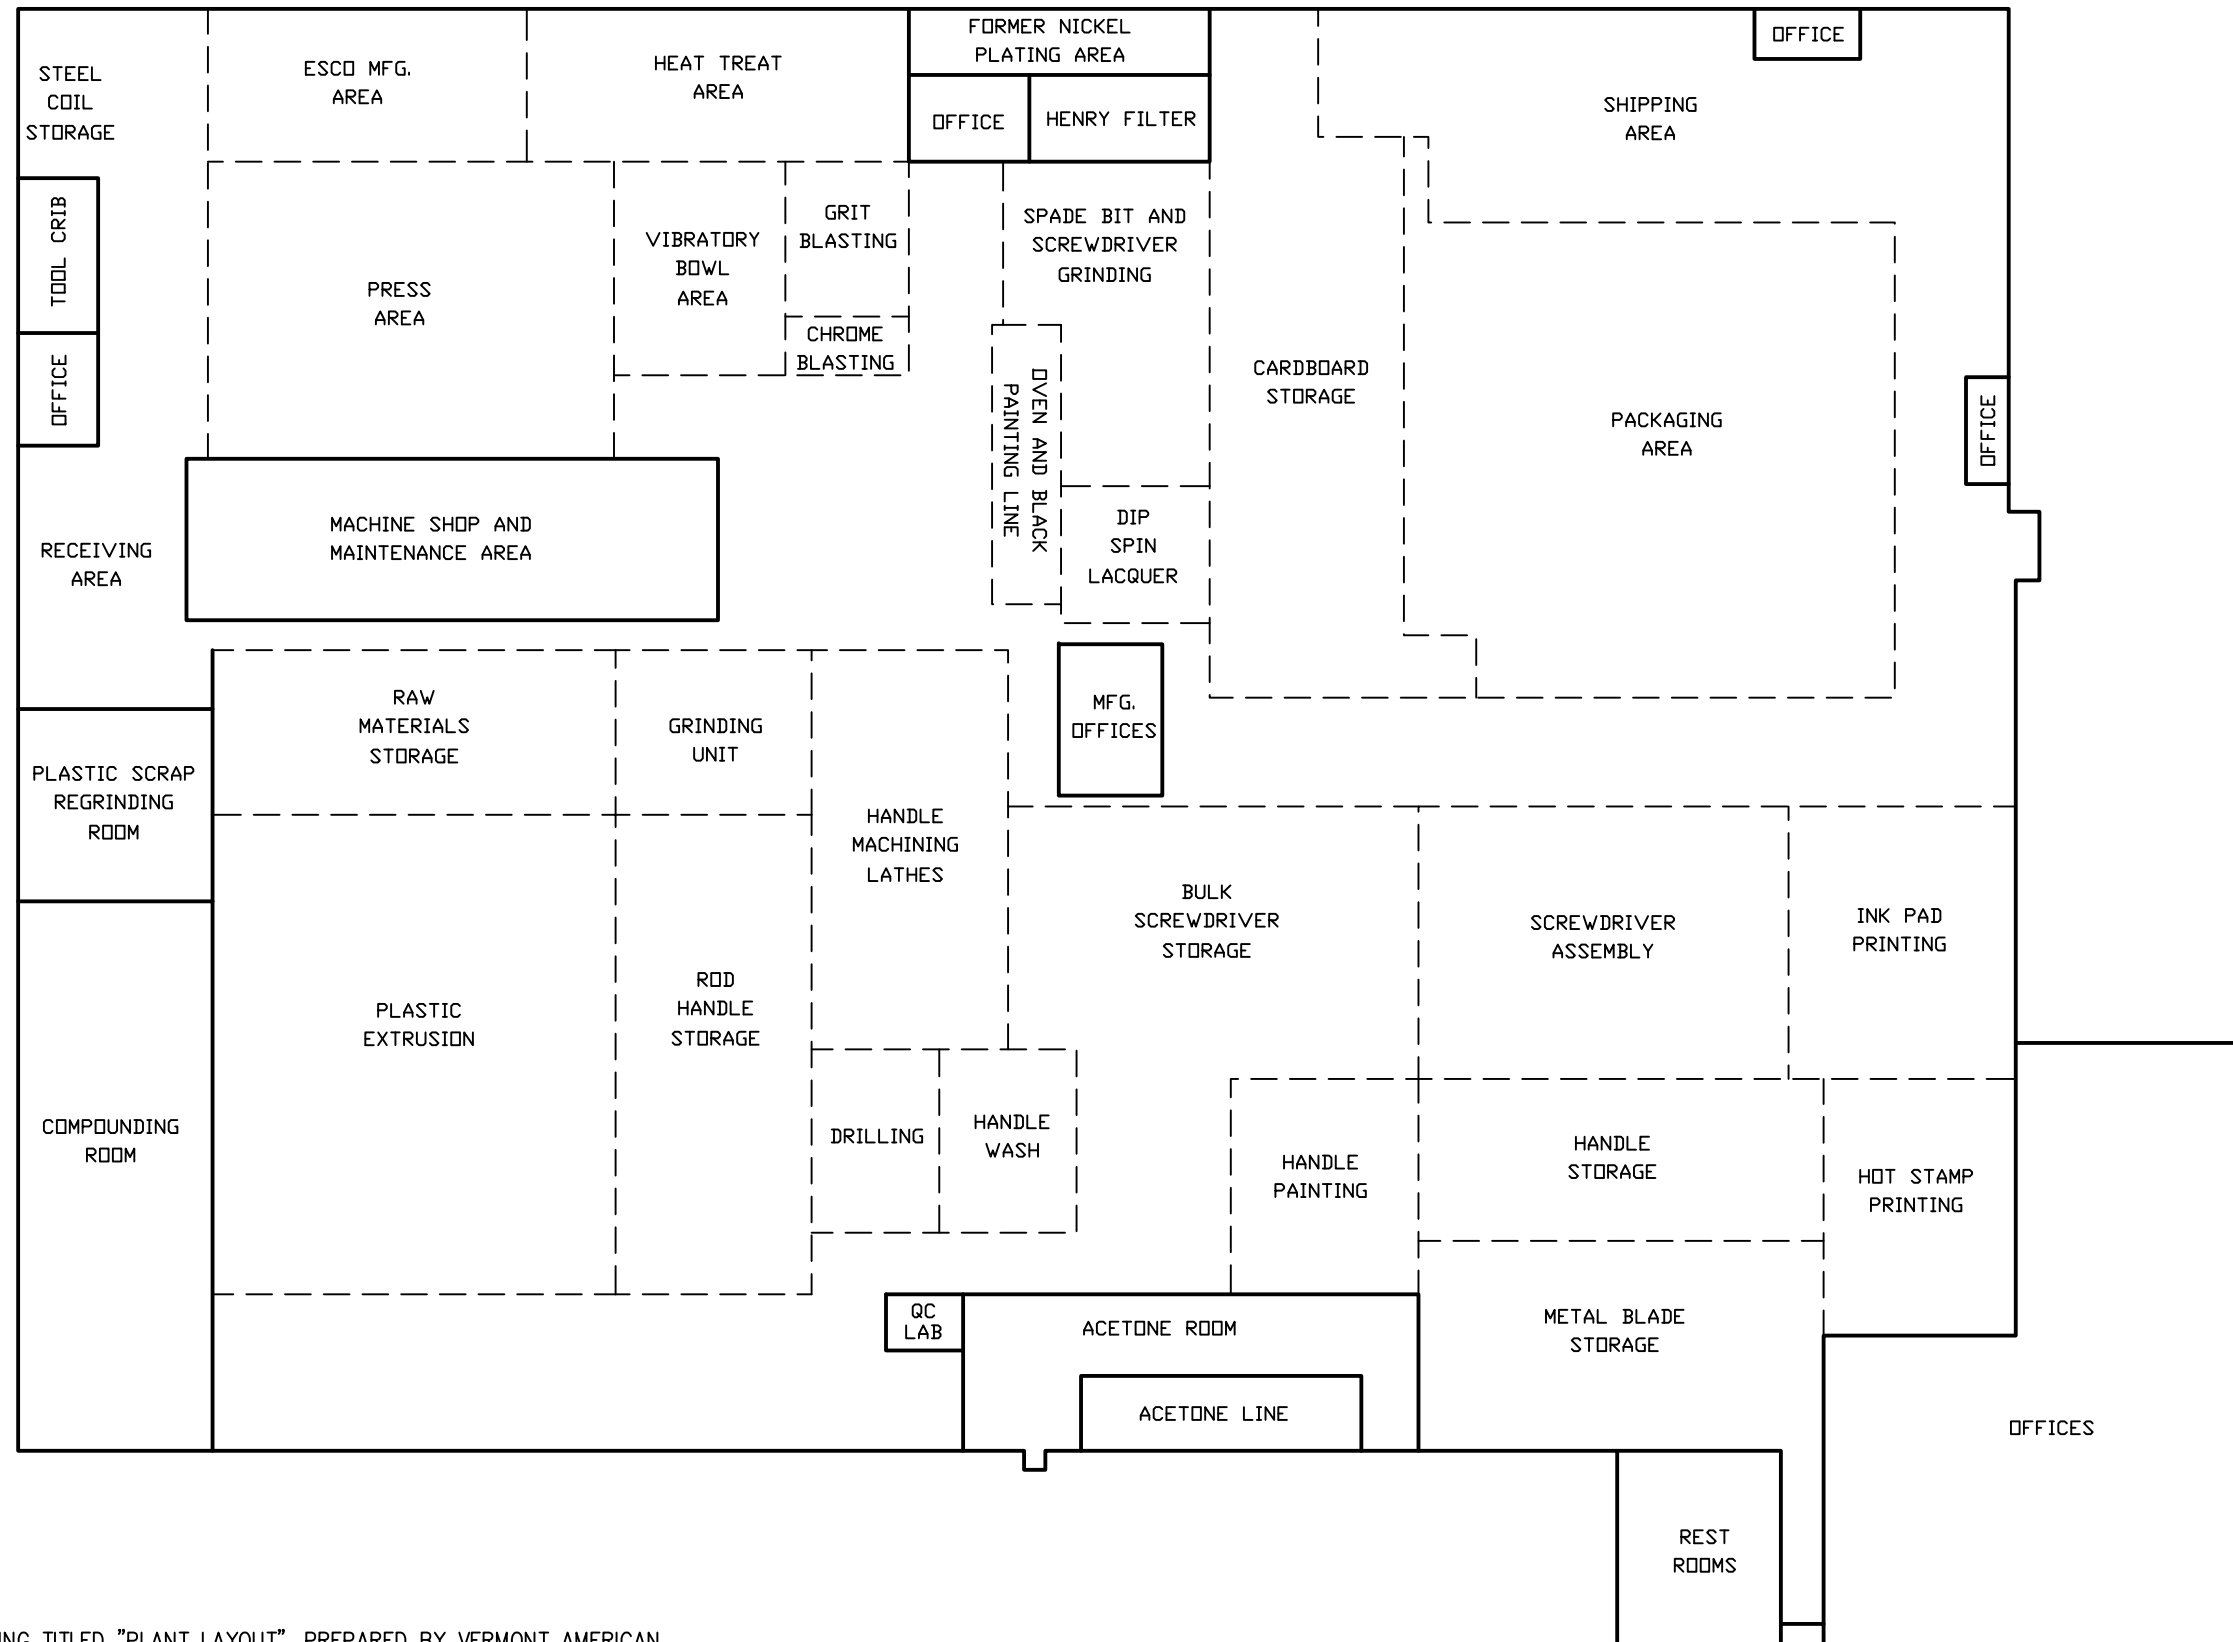 STEEL
COIL
STORAGE
ESCO MFG.
AREA
HEAT TREAT
AREA
FORMER NICKEL
PLATING AREA
OFFICE
HENRY FILTER
OFFICE
SHIPPING
AREA
TOOL CRIB
OFFICE
PRESS
AREA
VIBRATORY
BOWL
AREA
GRIT
BLASTING
CHROME
BLASTING
SPADE BIT AND
SCREWDRIVER
GRINDING
OVEN AND BLACK
PAINTING LINE
DIP
SPIN
LACQUER
CARDBOARD
STORAGE
PACKAGING
AREA
OFFICE
RECEIVING
AREA
MACHINE SHOP AND
MAINTENANCE AREA
RAW
MATERIALS
STORAGE
GRINDING
UNIT
MFG.
OFFICES
PLASTIC SCRAP
REGRINDING
ROOM
HANDLE
MACHINING
LATHES
BULK
SCREWDRIVER
STORAGE
SCREWDRIVER
ASSEMBLY
INK PAD
PRINTING
PLASTIC
EXTRUSION
ROD
HANDLE
STORAGE
COMPOUNDING
ROOM
DRILLING
HANDLE
WASH
HANDLE
PAINTING
HANDLE
STORAGE
HOT STAMP
PRINTING
QC
LAB
ACETONE ROOM
METAL BLADE
STORAGE
ACETONE LINE
OFFICES
REST
ROOMS
TITLED "PLANT LAYOUT", PREPARED BY VERMONT AMERICAN